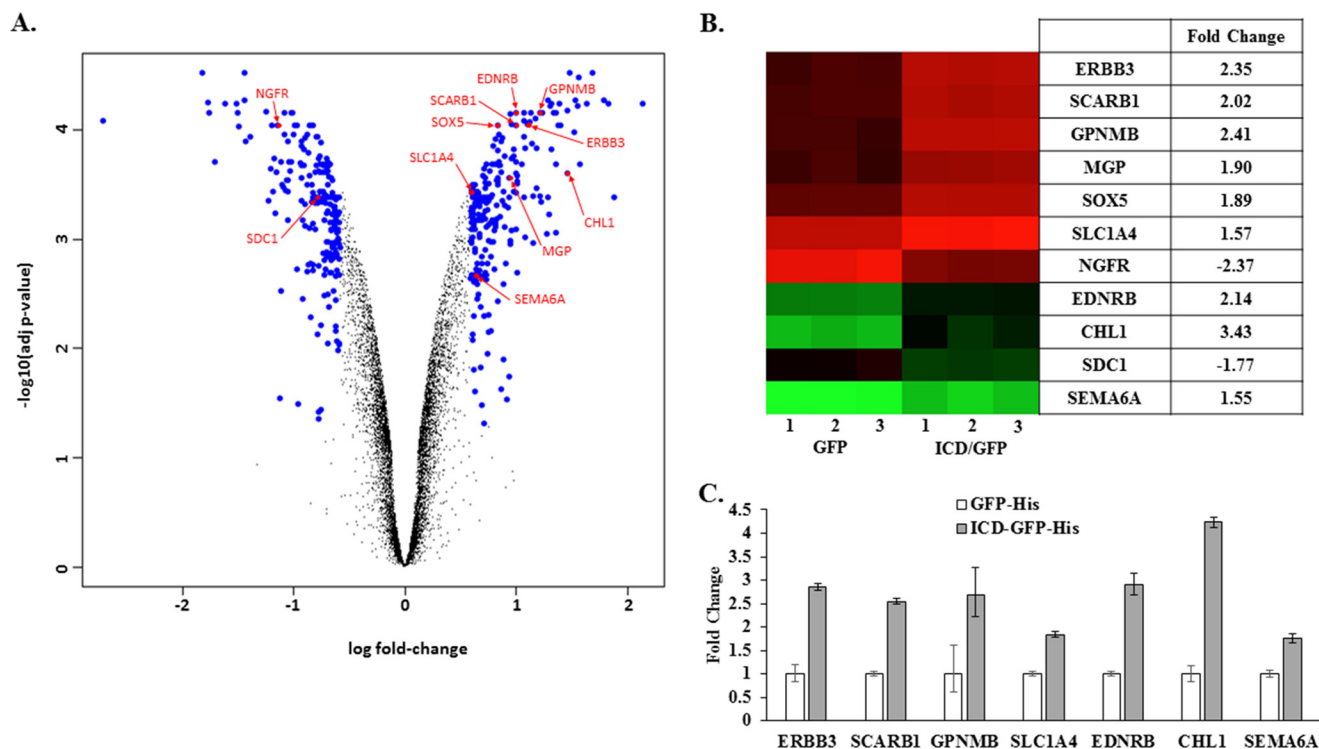 A.
-log10(adj p-value)
4
3
2
1
0
-2
-1
0
1
2
log fold-change
NGFR
SDC1
EDNRB
GPNMB
SCARB1
SOX5
ERBB3
SLC1A4
CHL1
MGP
SEMA6A
B.
Fold Change
ERBB3 2.35
SCARB1 2.02
GPNMB 2.41
MGP 1.90
SOX5 1.89
SLC1A4 1.57
NGFR -2.37
EDNRB 2.14
CHL1 3.43
SDC1 -1.77
SEMA6A 1.55
1 2 3 1 2 3
GFP ICD/GFP
C.
GFP-His
ICD-GFP-His
Fold Change
4.5
4
3.5
3
2.5
2
1.5
1
0.5
0
ERBB3 SCARB1 GPNMB SLC1A4 EDNRB CHL1 SEMA6A